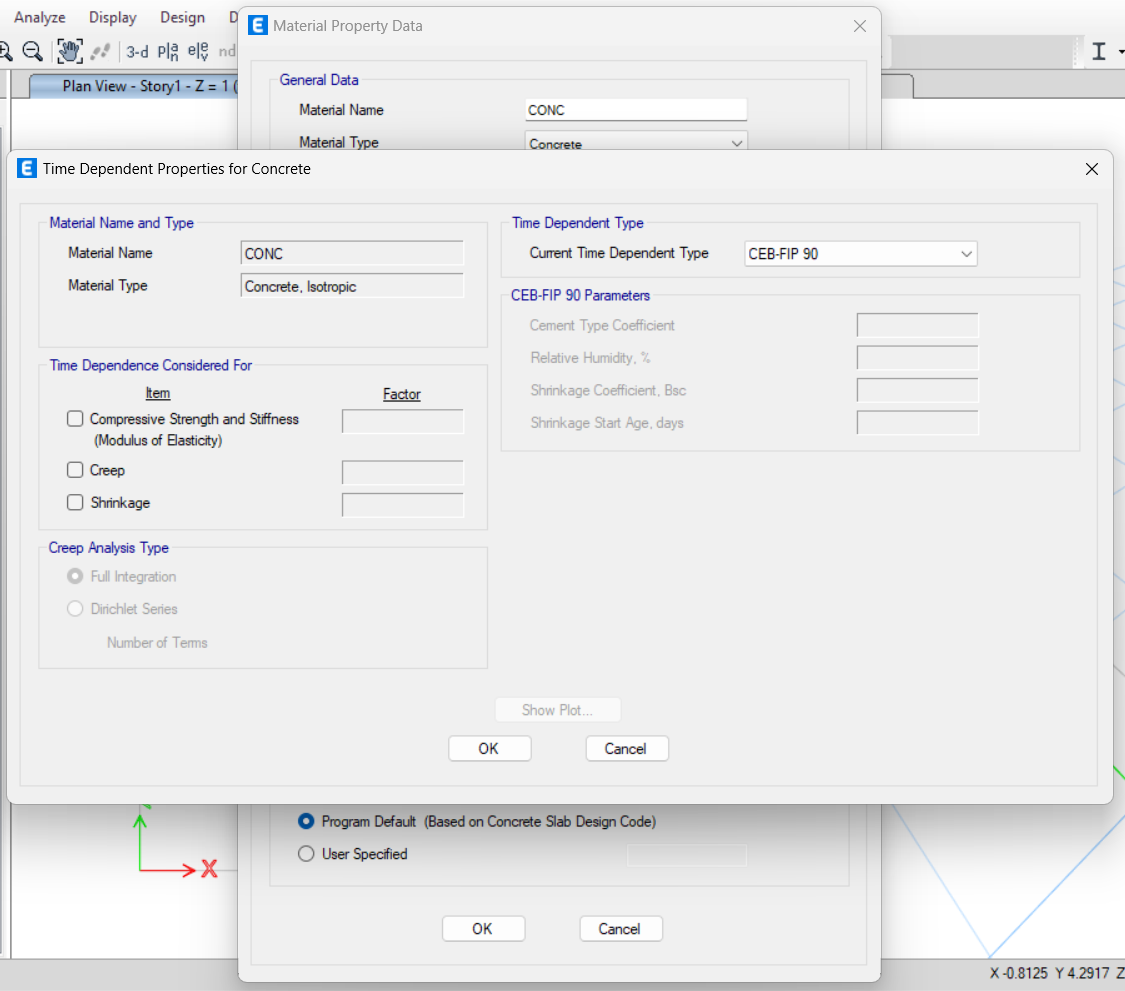 Analyze Display Design D
3-d nd
Plan View - Story1 - Z = 1 (
E Material Property Data
General Data
Material Name CONC
Material Type Concrete
E Time Dependent Properties for Concrete
Material Name and Type
Material Name CONC
Material Type Concrete, Isotropic
Time Dependence Considered For
Item Factor
Compressive Strength and Stiffness
(Modulus of Elasticity)
Creep
Shrinkage
Creep Analysis Type
Full Integration
Dirichlet Series
Number of Terms
Time Dependent Type
Current Time Dependent Type CEB-FIP 90
CEB-FIP 90 Parameters
Cement Type Coefficient
Relative Humidity, %
Shrinkage Coefficient, Bsc
Shrinkage Start Age, days
Show Plot...
OK Cancel
Program Default (Based on Concrete Slab Design Code)
User Specified
X
OK Cancel
X -0.8125 Y 4.2917 Z